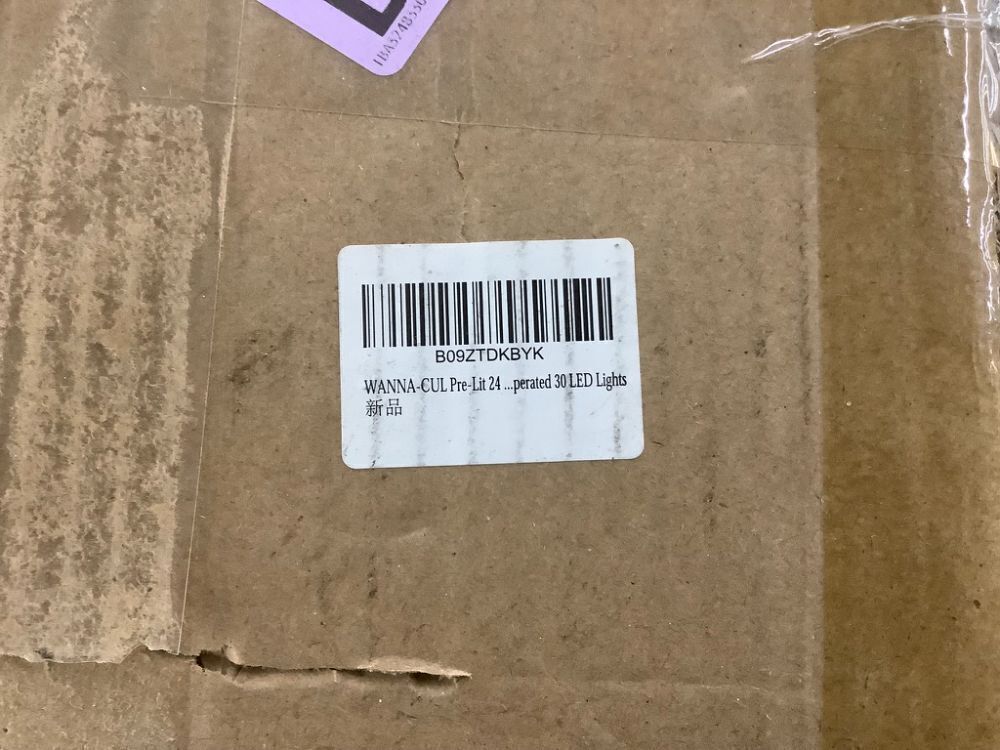 B09ZTDKBYK
WANNA-CUL Pre-Lit 24 ...perated 30 LED Lights
新品